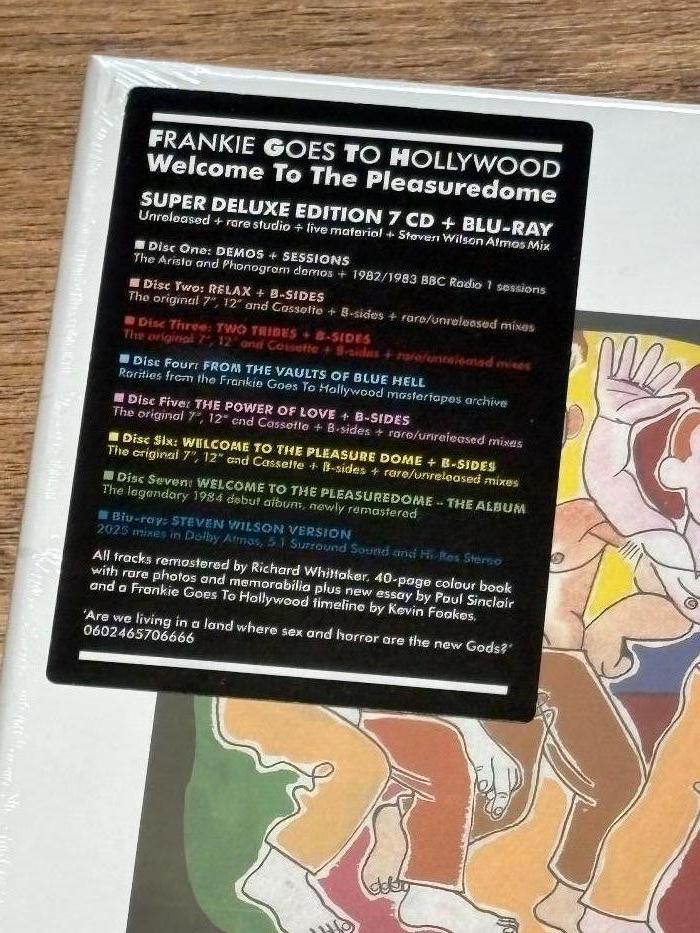 FRANKIE GOES TO HOLLYWOOD
Welcome To The Pleasuredome
SUPER DELUXE EDITION 7 CD + BLU-RAY
Unreleased + rare studio + live material + Steven Wilson Atmos Mix
■ Disc One: DEMOS + SESSIONS
The Arista and Phonogram demos + 1982/1983 BBC Radio 1 sessions
■ Disc Two: RELAX + B-SIDES
The original 7", 12" and Cassette + B-sides + rare/unreleased mixes
■ Disc Three: TWO TRIBES + B-SIDES
The original 7", 12" and Cassette + B-sides + rare/unreleased mixes
■ Disc Four: FROM THE VAULTS OF BLUE HELL
Rarities from the Frankie Goes To Hollywood mastertapes archive
■ Disc Five: THE POWER OF LOVE + B-SIDES
The original 7", 12" and Cassette + B-sides + rare/unreleased mixes
■ Disc Six: WELCOME TO THE PLEASURE DOME + B-SIDES
The original 7", 12" and Cassette + B-sides + rare/unreleased mixes
■ Disc Seven: WELCOME TO THE PLEASUREDOME – THE ALBUM
The legendary 1984 debut album, newly remastered
■ Blu-ray: STEVEN WILSON VERSION
2025 mixes in Dolby Atmos, 5.1 Surround Sound and Hi-Res Stereo
All tracks remastered by Richard Whittaker. 40-page colour book
with rare photos and memorabilia plus new essay by Paul Sinclair
and a Frankie Goes To Hollywood timeline by Kevin Foakes.
'Are we living in a land where sex and horror are the new Gods?'
0602465706666